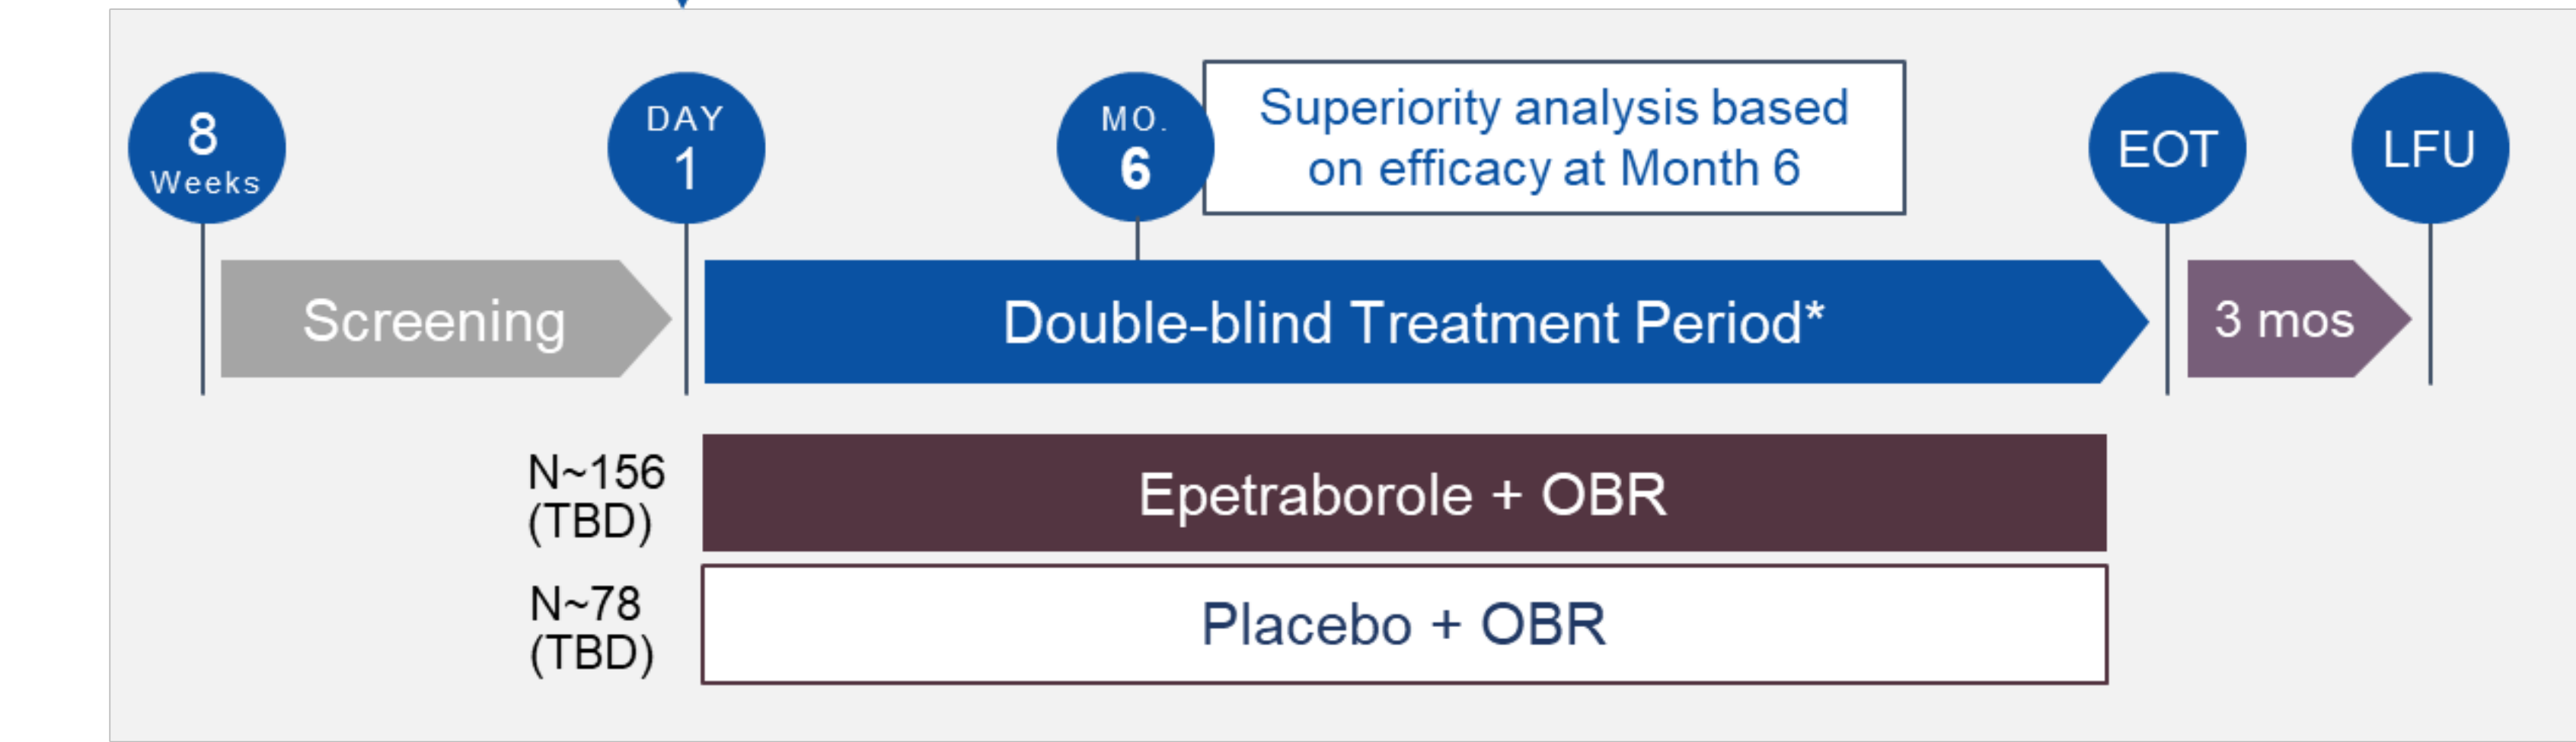 8
Weeks
DAY
1
MO.
6
Superiority analysis based
on efficacy at Month 6
EOT
LFU
Screening
Double-blind Treatment Period*
3 mos
N~156
(TBD)
Epetraborole + OBR
N~78
(TBD)
Placebo + OBR